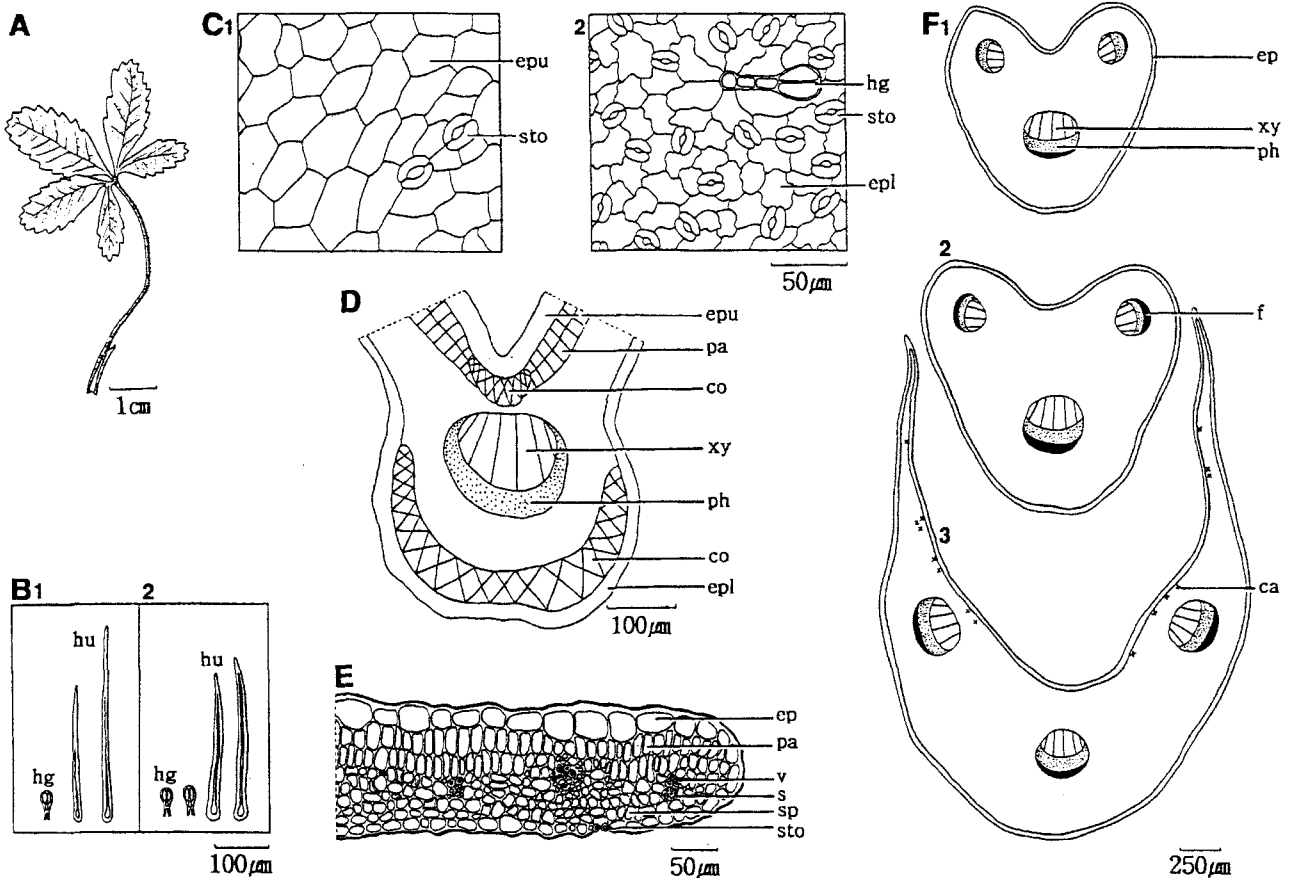 A
1cm
B1
2
hu
hu
hg
hg
100μm
C1
2
epu
sto
hg
sto
epl
50μm
D
epu
pa
co
xy
ph
co
epl
100μm
E
ep
pa
v
s
sp
sto
50μm
F1
ep
xy
ph
2
f
3
ca
250μm